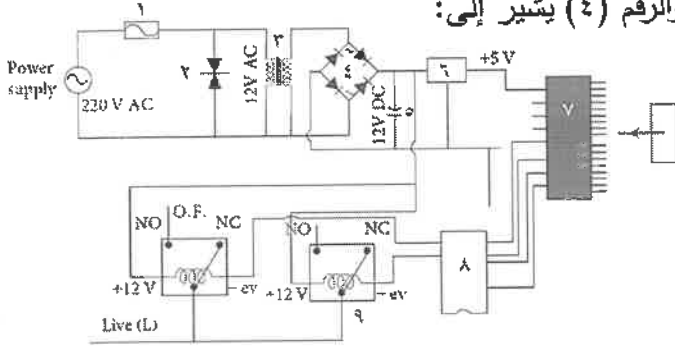 والرقم (٤) يشير إلى:
١
Power
sapply
220 V AC
٢
12V AC
٣
٤
12V DC
٥
٦
+5 V
٧
NO
O.F.
NC
+12 V
– ev
NO
NC
+12 V
– ev
٩
٨
Live (L)